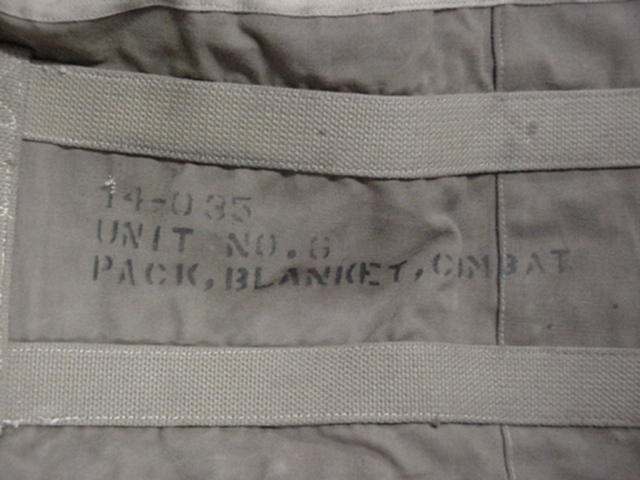 14-035
UNIT NO. 6
PACK, BLANKET, COMBAT